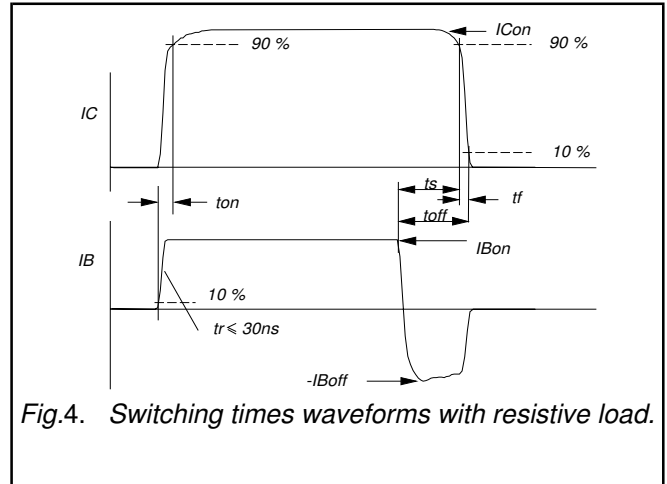 ICon
90 %
90 %
IC
10 %
ts
ton
tf
toff
IBon
IB
10 %
tr ≤ 30ns
-IBoff
Fig.4. Switching times waveforms with resistive load.